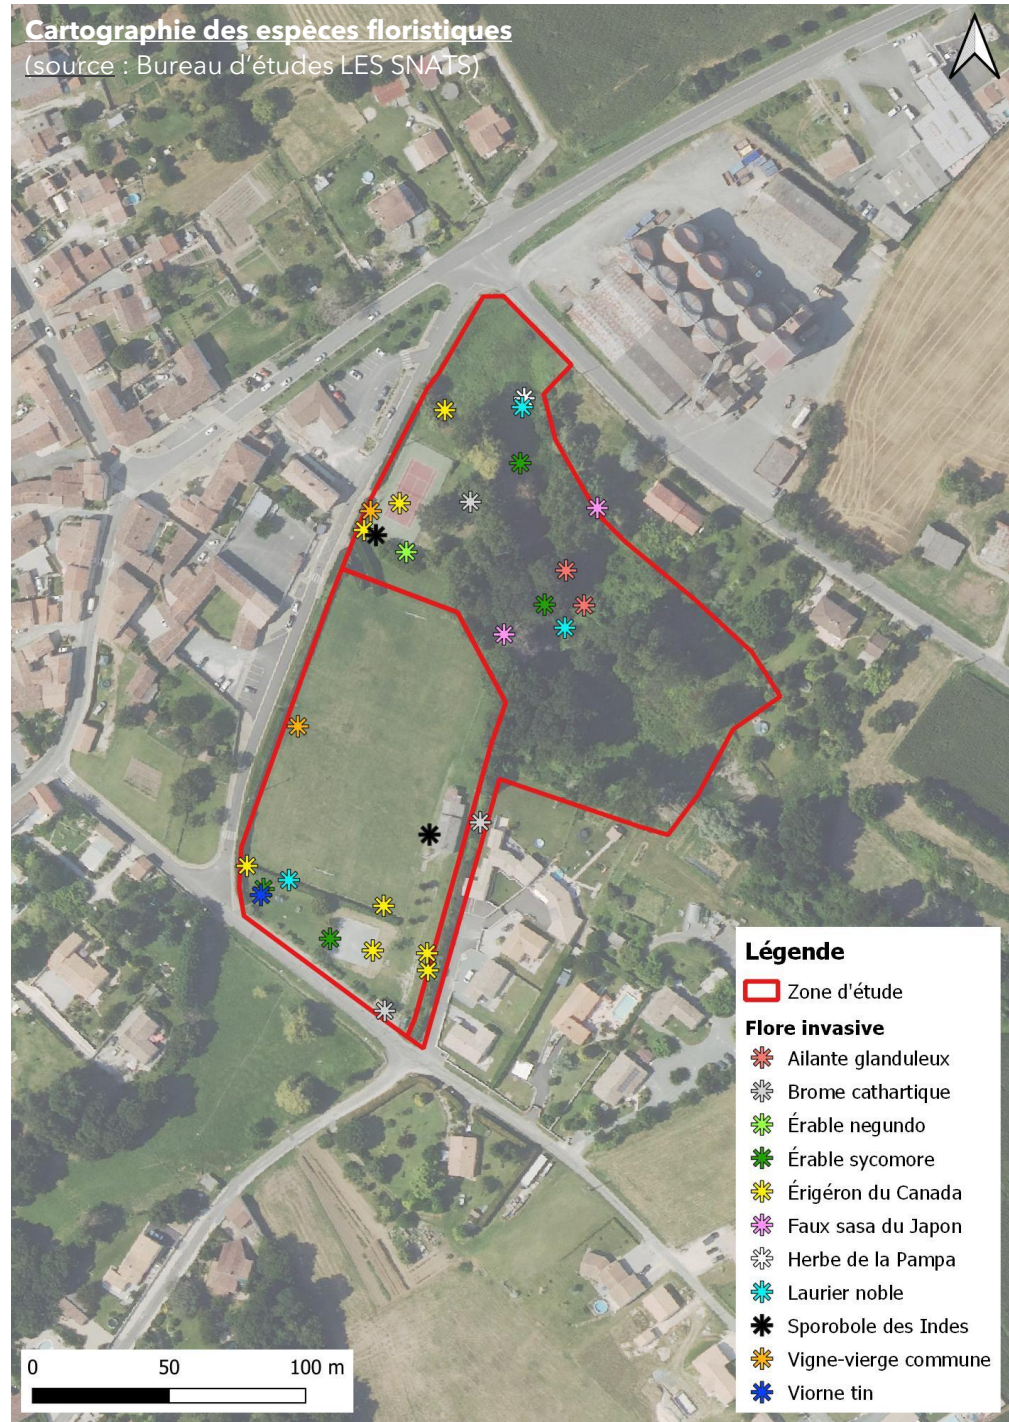 Cartographie des espèces floristiques
(source : Bureau d'études LES SNATS)
Légende
Zone d'étude
Flore invasive
Ailante glanduleux
Brome cathartique
Érable negundo
Érable sycomore
Érigéron du Canada
Faux sasa du Japon
Herbe de la Pampa
Laurier noble
Sporobole des Indes
Vigne-vierge commune
Viorne tin
0 50 100 m